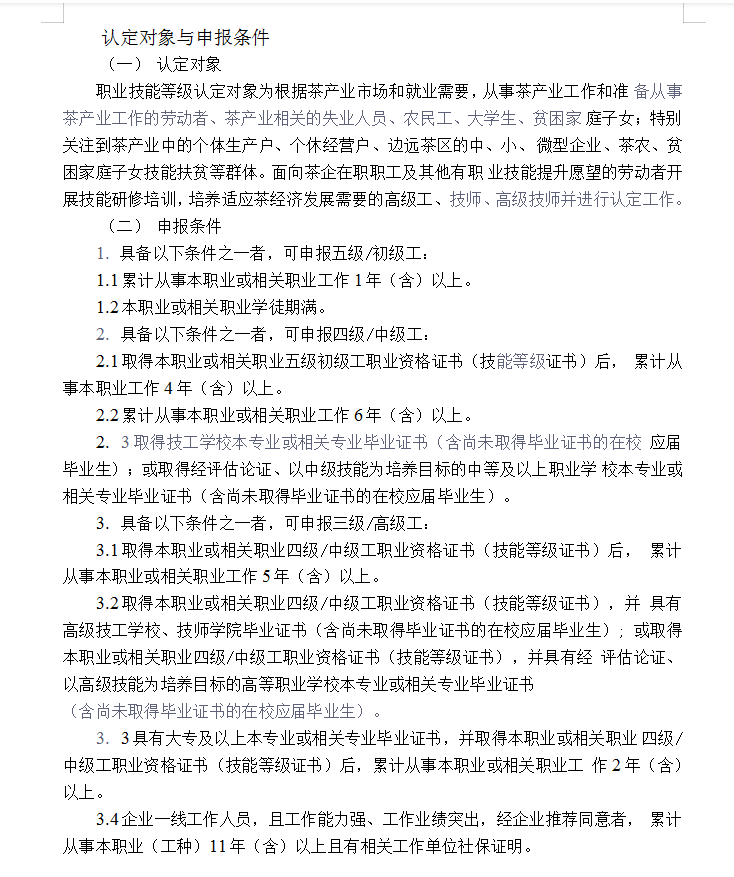 认定对象与申报条件
（一） 认定对象
职业技能等级认定对象为根据茶产业市场和就业需要，从事茶产业工作和准 备从事
茶产业工作的劳动者、茶产业相关的失业人员、农民工、大学生、贫困家 庭子女；特别
关注到茶产业中的个体生产户、个休经营户、边远茶区的中、小、微型企业、茶农、贫
困家庭子女技能扶贫等群体。面向茶企在职职工及其他有职 业技能提升愿望的劳动者开
展技能研修培训，培养适应茶经济发展需要的高级工、技师、高级技师并进行认定工作。
（二） 申报条件
1. 具备以下条件之一者，可申报五级/初级工：
1.1累计从事本职业或相关职业工作 1年（含）以上。
1.2本职业或相关职业学徒期满。
2. 具备以下条件之一者，可申报四级/中级工：
2.1取得本职业或相关职业五级初级工职业资格证书（技能等级证书）后， 累计从
事本职业工作 4年（含）以上。
2.2累计从事本职业或相关职业工作 6年（含）以上。
2. 3取得技工学校本专业或相关专业毕业证书（含尚未取得毕业证书的在校 应届
毕业生）；或取得经评估论证、以中级技能为培养目标的中等及以上职业学 校本专业或
相关专业毕业证书（含尚未取得毕业证书的在校应届毕业生）。
3. 具备以下条件之一者，可申报三级/高级工：
3.1取得本职业或相关职业四级/中级工职业资格证书（技能等级证书）后， 累计
从事本职业或相关职业工作 5年（含）以上。
3.2取得本职业或相关职业四级/中级工职业资格证书（技能等级证书），并 具有
高级技工学校、技师学院毕业证书（含尚未取得毕业证书的在校应届毕业生）；或取得
本职业或相关职业四级/中级工职业资格证书（技能等级证书），并具有经 评估论证、
以高级技能为培养目标的高等职业学校本专业或相关专业毕业证书
（含尚未取得毕业证书的在校应届毕业生）。
3. 3具有大专及以上本专业或相关专业毕业证书，并取得本职业或相关职业 四级/
中级工职业资格证书（技能等级证书）后，累计从事本职业或相关职业工 作 2年（含）
以上。
3.4企业一线工作人员，且工作能力强、工作业绩突出，经企业推荐同意者， 累计
从事本职业（工种）11年（含）以上且有相关工作单位社保证明。